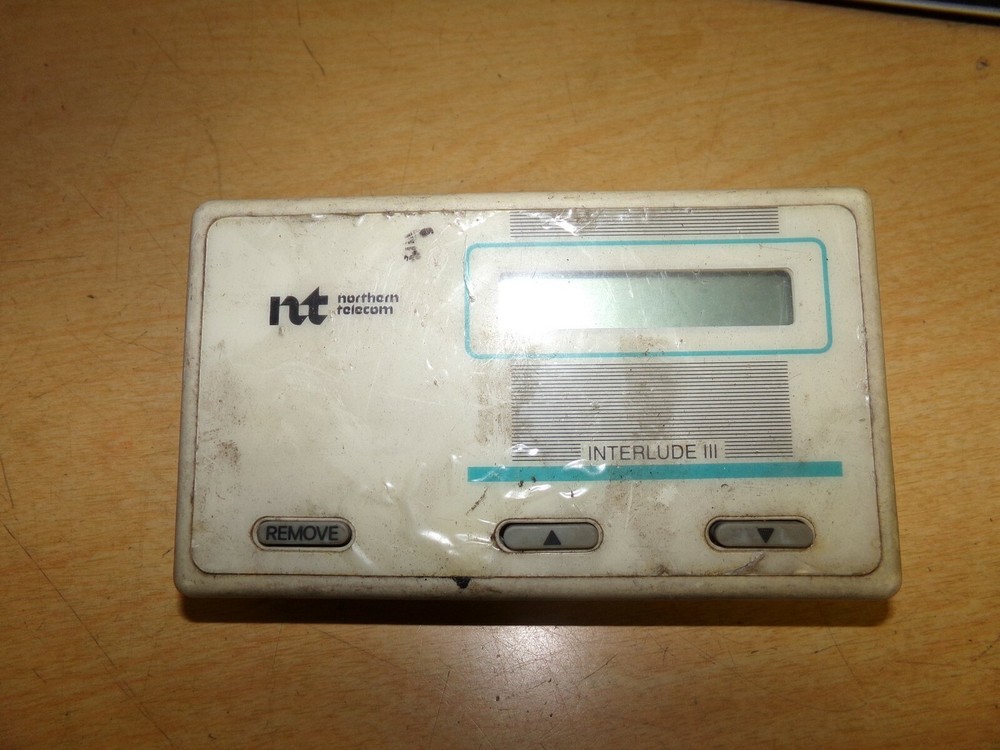 nt northern
telecom
INTERLUDE III
REMOVE ▲ ▼